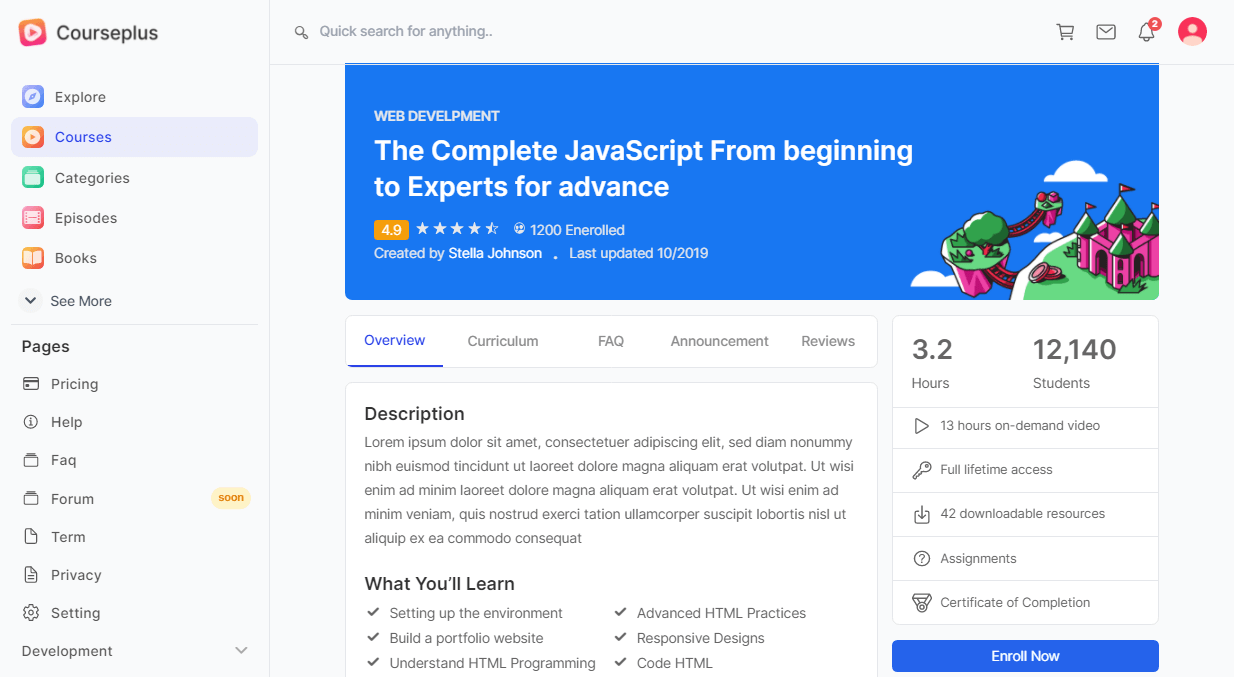 Courseplus
Quick search for anything..
2
Explore
Courses
Categories
Episodes
Books
See More
Pages
Pricing
Help
Faq
Forum
soon
Term
Privacy
Setting
Development
WEB DEVELPMENT
The Complete JavaScript From beginning
to Experts for advance
4.9
1200 Enerolled
Created by Stella Johnson . Last updated 10/2019
Overview
Curriculum
FAQ
Announcement
Reviews
Description
Lorem ipsum dolor sit amet, consectetuer adipiscing elit, sed diam nonummy
nibh euismod tincidunt ut laoreet dolore magna aliquam erat volutpat. Ut wisi
enim ad minim laoreet dolore magna aliquam erat volutpat. Ut wisi enim ad
minim veniam, quis nostrud exerci tation ullamcorper suscipit lobortis nisl ut
aliquip ex ea commodo consequat
What You’ll Learn
Setting up the environment
Advanced HTML Practices
Build a portfolio website
Responsive Designs
Understand HTML Programming
Code HTML
3.2
12,140
Hours
Students
13 hours on-demand video
Full lifetime access
42 downloadable resources
Assignments
Certificate of Completion
Enroll Now